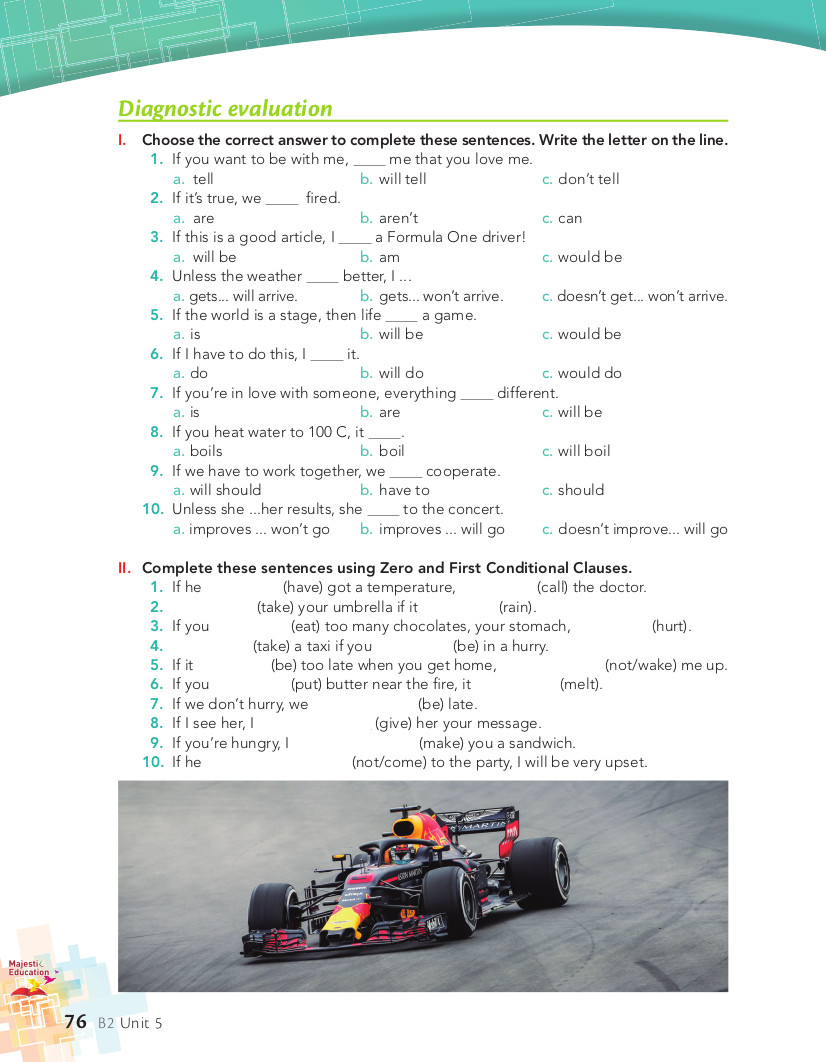 Diagnostic evaluation
I. Choose the correct answer to complete these sentences. Write the letter on the line.
1. If you want to be with me, ____ me that you love me.
a. tell b. will tell c. don't tell
2. If it's true, we ____ fired.
a. are b. aren't c. can
3. If this is a good article, I ____ a Formula One driver!
a. will be b. am c. would be
4. Unless the weather ____ better, I ...
a. gets... will arrive. b. gets... won't arrive. c. doesn't get... won't arrive.
5. If the world is a stage, then life ____ a game.
a. is b. will be c. would be
6. If I have to do this, I ____ it.
a. do b. will do c. would do
7. If you're in love with someone, everything ____ different.
a. is b. are c. will be
8. If you heat water to 100 C, it ____.
a. boils b. boil c. will boil
9. If we have to work together, we ____ cooperate.
a. will should b. have to c. should
10. Unless she ...her results, she ____ to the concert.
a. improves ... won't go b. improves ... will go c. doesn't improve... will go
II. Complete these sentences using Zero and First Conditional Clauses.
1. If he (have) got a temperature, (call) the doctor.
2. (take) your umbrella if it (rain).
3. If you (eat) too many chocolates, your stomach, (hurt).
4. (take) a taxi if you (be) in a hurry.
5. If it (be) too late when you get home, (not/wake) me up.
6. If you (put) butter near the fire, it (melt).
7. If we don't hurry, we (be) late.
8. If I see her, I (give) her your message.
9. If you're hungry, I (make) you a sandwich.
10. If he (not/come) to the party, I will be very upset.
MARTIN
ASTON MARTIN
Majestic
Education
76 B2 Unit 5